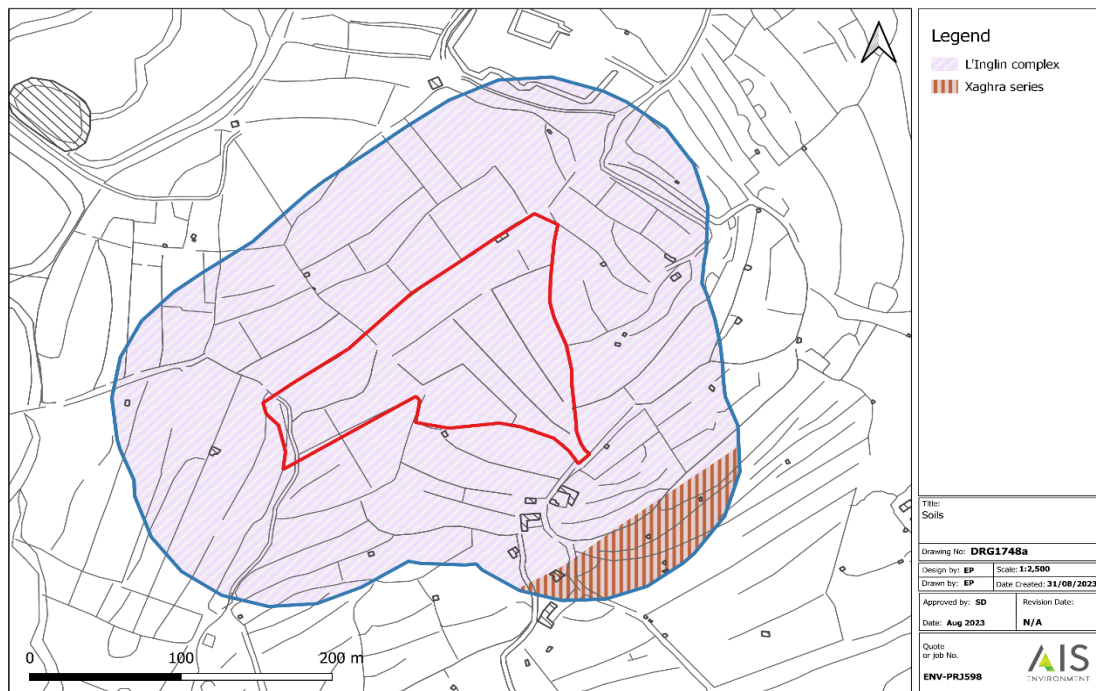 Legend
L'Inglin complex
Xaghra series
0 100 200 m
Title:
Soils
Drawing No: DRG1748a
Design by: EP Scale: 1:2,500
Drawn by: EP Date Created: 31/08/2023
Approved by: SD Revision Date:
Date: Aug 2023 N/A
Quote
or job No.
ENV-PRJ598
AIS
ENVIRONMENT